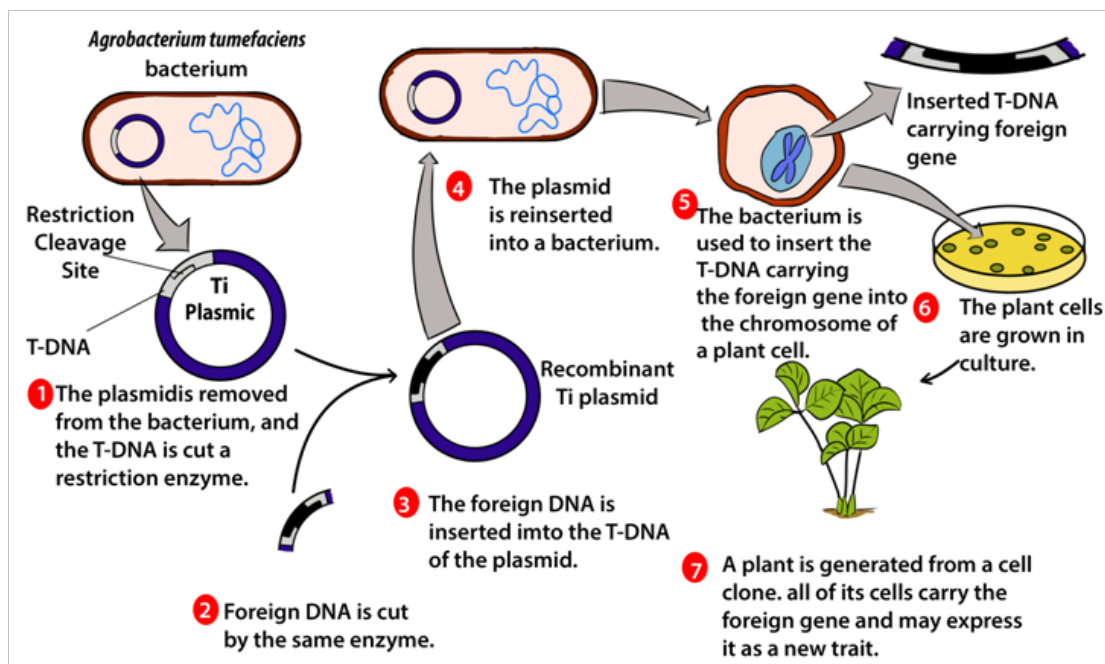 Agrobacterium tumefaciens
bacterium
Restriction
Cleavage
Site
Ti
Plasmic
T-DNA
1 The plasmidis removed
from the bacterium, and
the T-DNA is cut a
restriction enzyme.
2 Foreign DNA is cut
by the same enzyme.
Recombinant
Ti plasmid
3 The foreign DNA is
inserted imto the T-DNA
of the plasmid.
4 The plasmid
is reinserted
into a bacterium.
5 The bacterium is
used to insert the
T-DNA carrying
the foreign gene into
the chromosome of
a plant cell.
Inserted T-DNA
carrying foreign
gene
6 The plant cells
are grown in
culture.
7 A plant is generated from a cell
clone. all of its cells carry the
foreign gene and may express
it as a new trait.